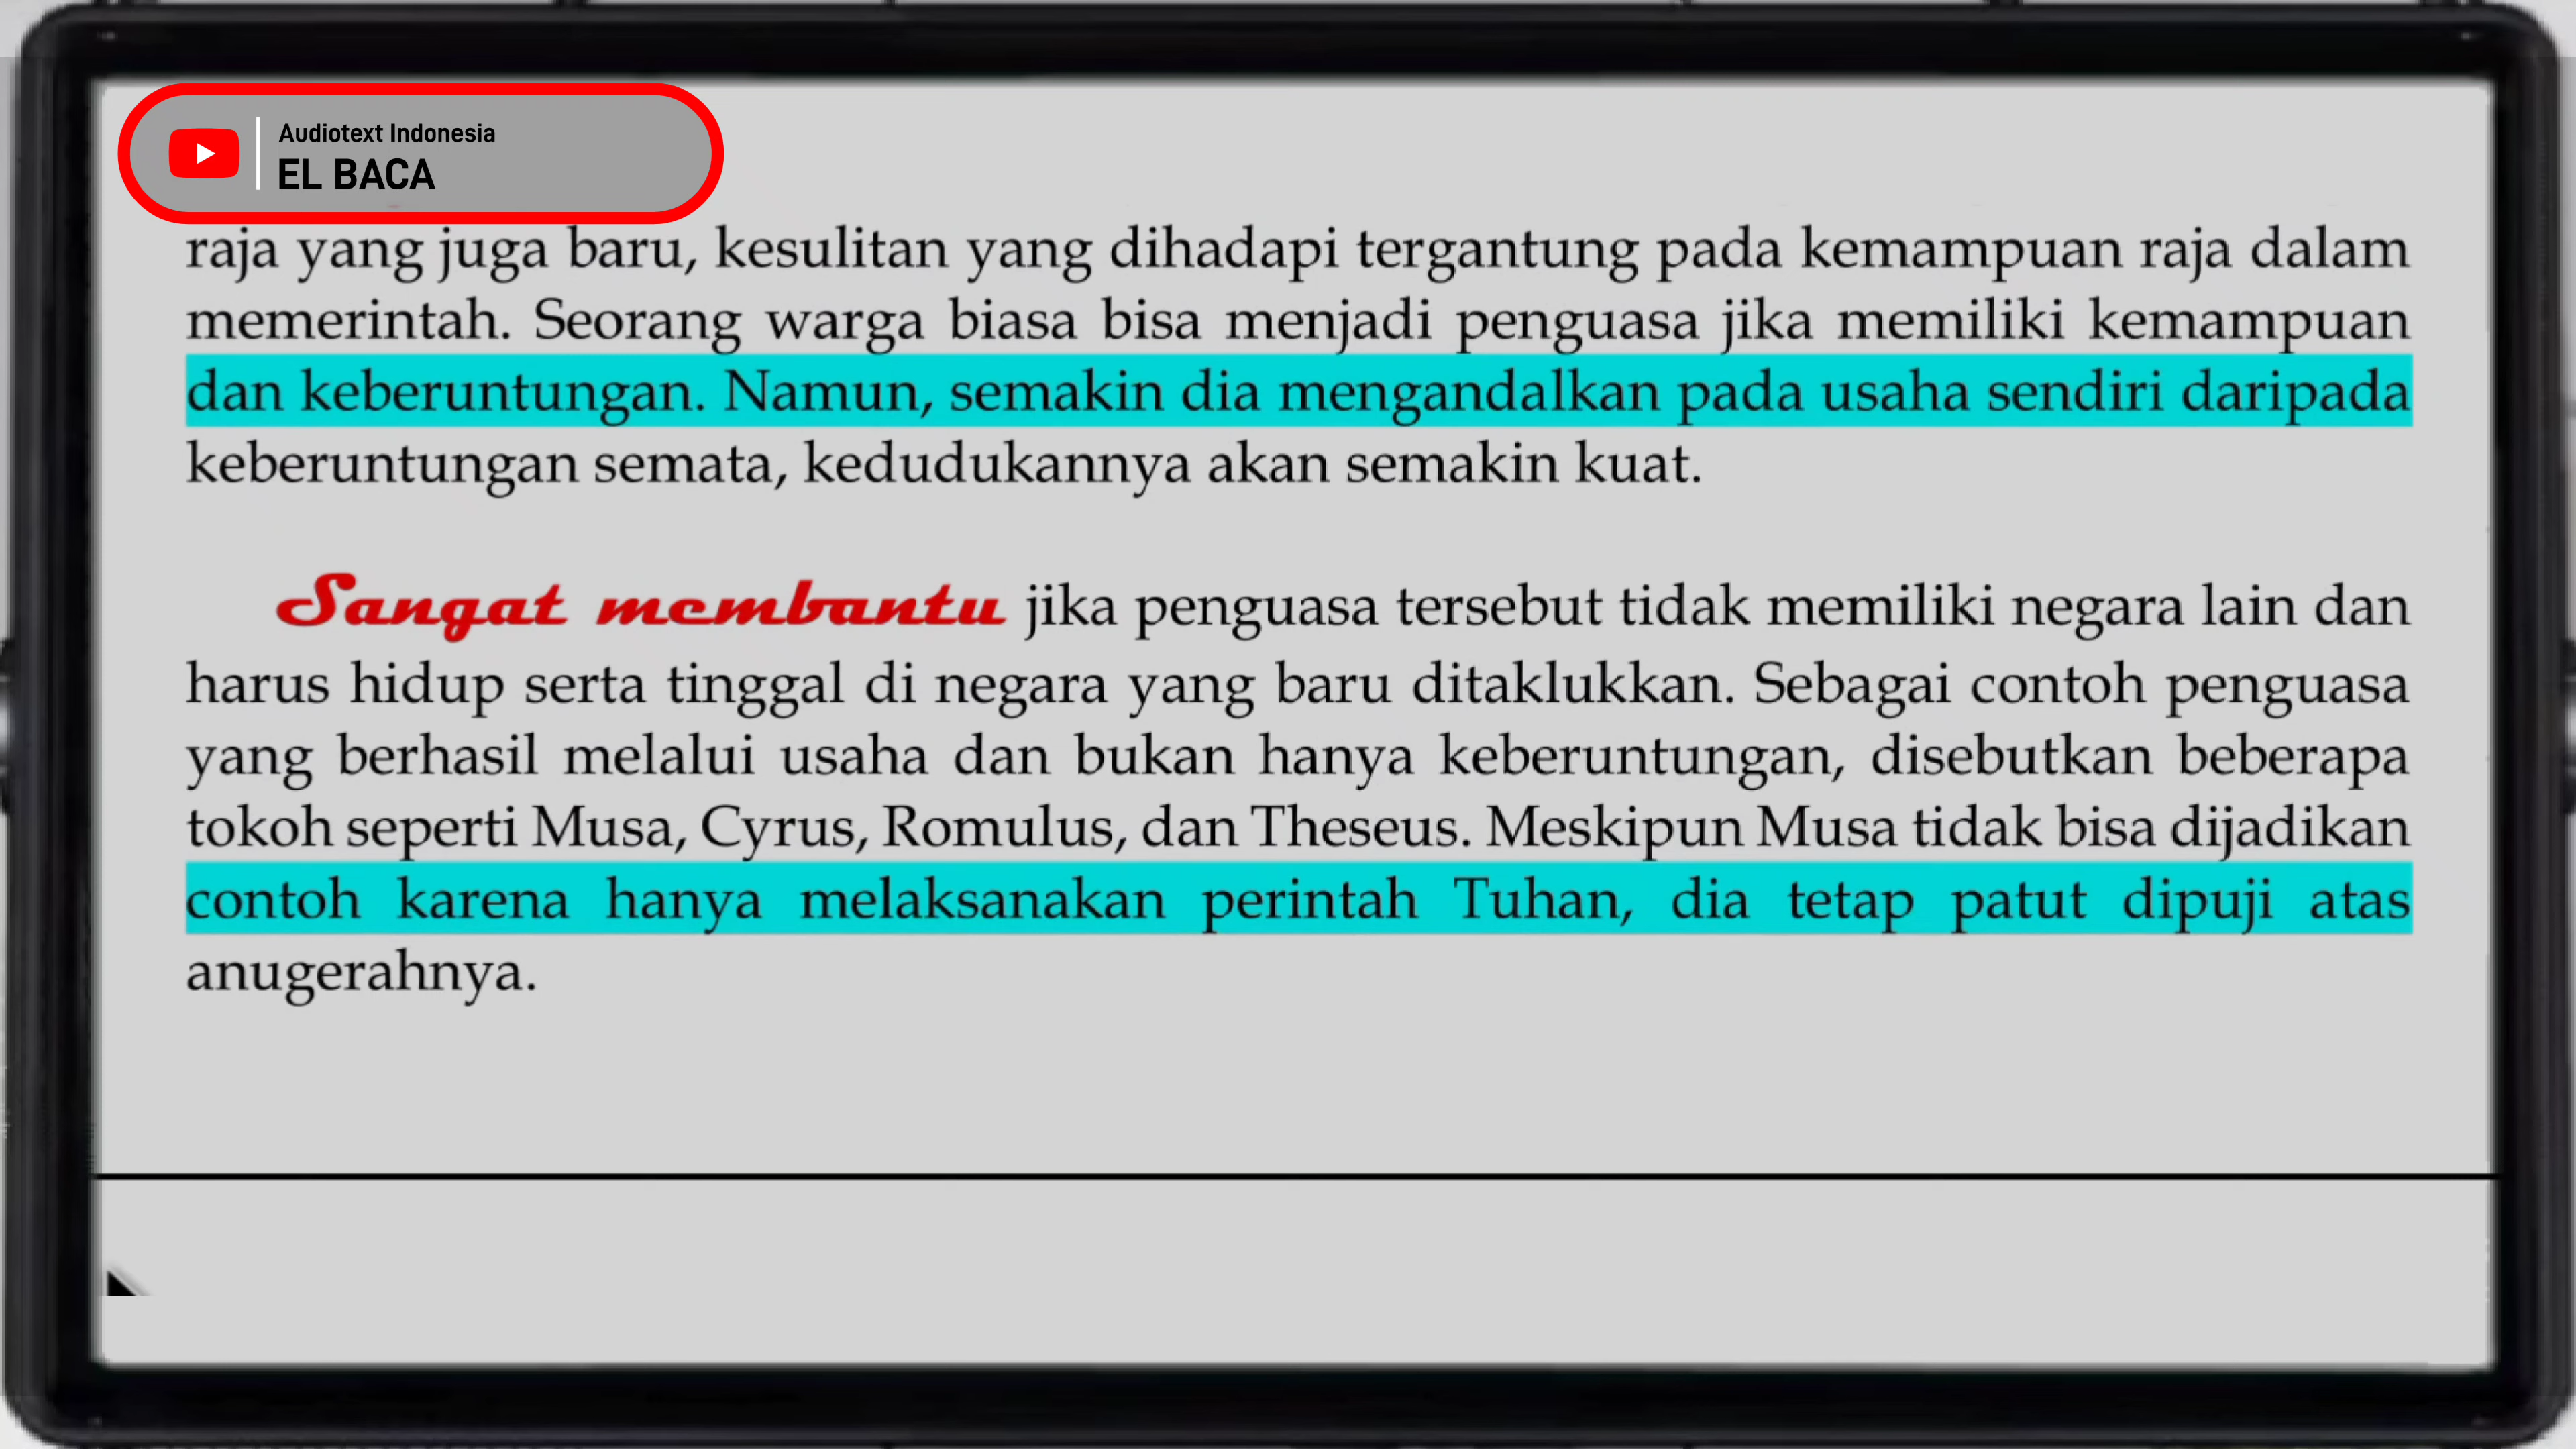 Audiotext Indonesia
EL BACA
raja yang juga baru, kesulitan yang dihadapi tergantung pada kemampuan raja dalam
memerintah. Seorang warga biasa bisa menjadi penguasa jika memiliki kemampuan
dan keberuntungan. Namun, semakin dia mengandalkan pada usaha sendiri daripada
keberuntungan semata, kedudukannya akan semakin kuat.
Sangat membantu jika penguasa tersebut tidak memiliki negara lain dan
harus hidup serta tinggal di negara yang baru ditaklukkan. Sebagai contoh penguasa
yang berhasil melalui usaha dan bukan hanya keberuntungan, disebutkan beberapa
tokoh seperti Musa, Cyrus, Romulus, dan Theseus. Meskipun Musa tidak bisa dijadikan
contoh karena hanya melaksanakan perintah Tuhan, dia tetap patut dipuji atas
anugerahnya.